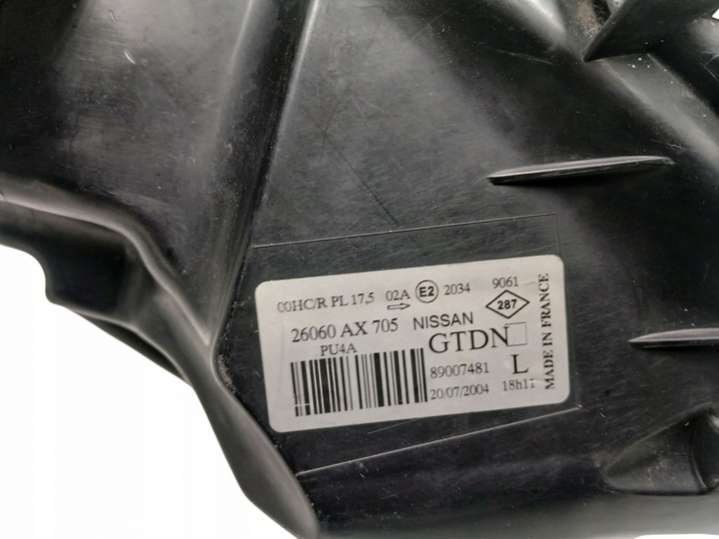 00HC/R PL 17,5 02A E2 2034 9061
287
26060 AX 705 NISSAN
PU4A GTDN
89007481 L
20/07/2004 18h11
MADE IN FRANCE